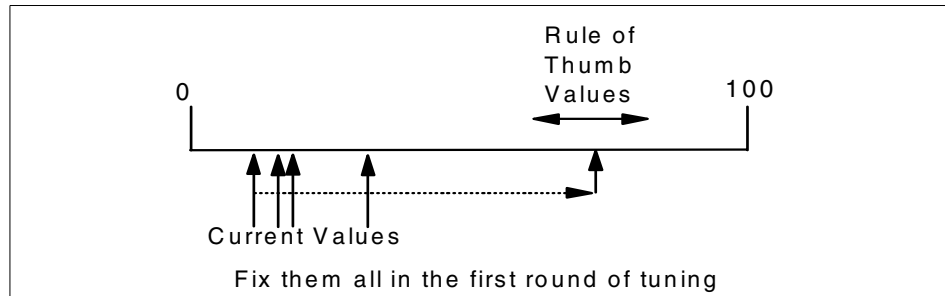 Rule of
Thumb
Values
0
100
Current Values
Fix them all in the first round of tuning